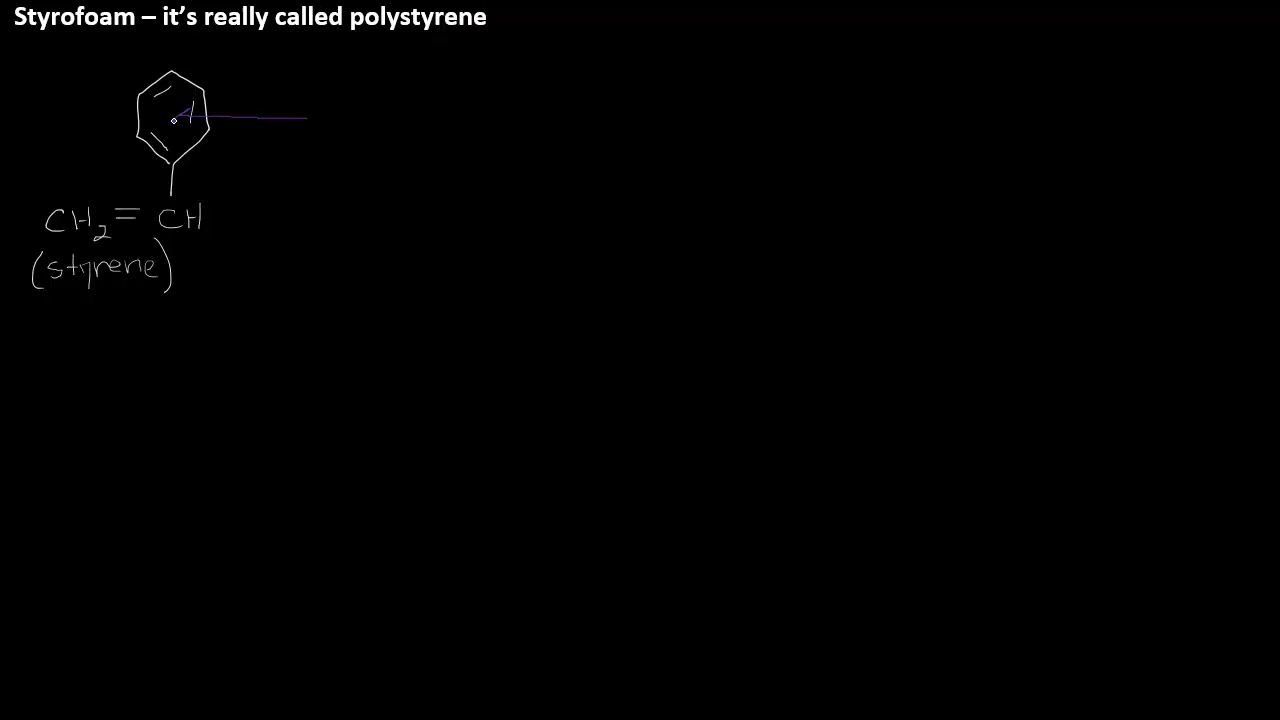 Styrofoam – it’s really called polystyrene
CH₂ = CH
(styrene)